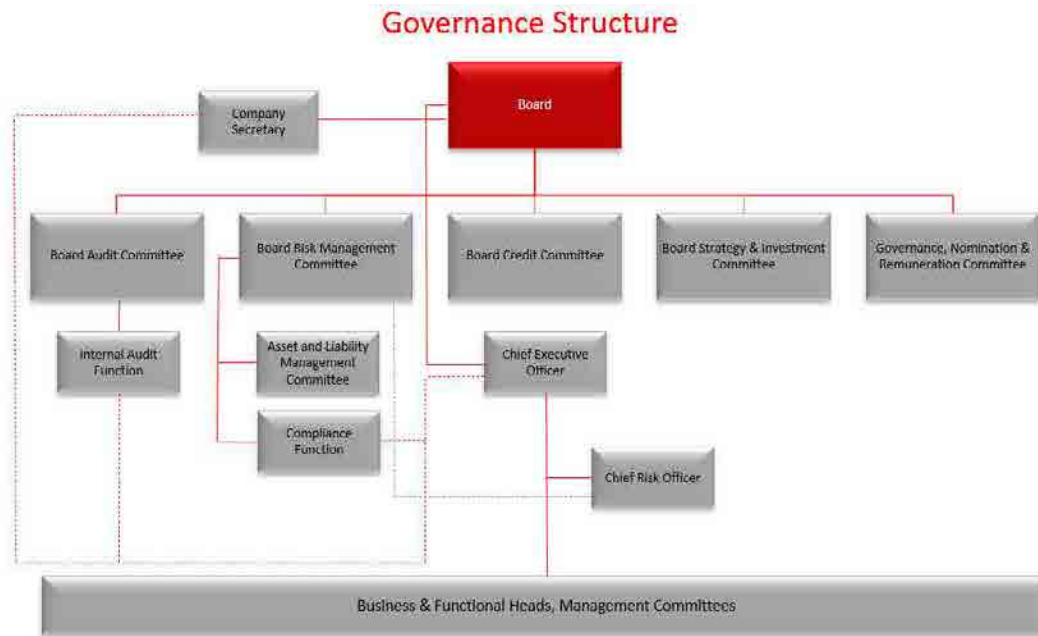 Governance Structure
Board
Company
Secretary
Board Audit Committee
Board Risk Management
Committee
Board Credit Committee
Board Strategy & Investment
Committee
Governance, Nomination &
Remuneration Committee
Internal Audit
Function
Asset and Liability
Management
Committee
Chief Executive
Officer
Compliance
Function
Chief Risk Officer
Business & Functional Heads, Management Committees